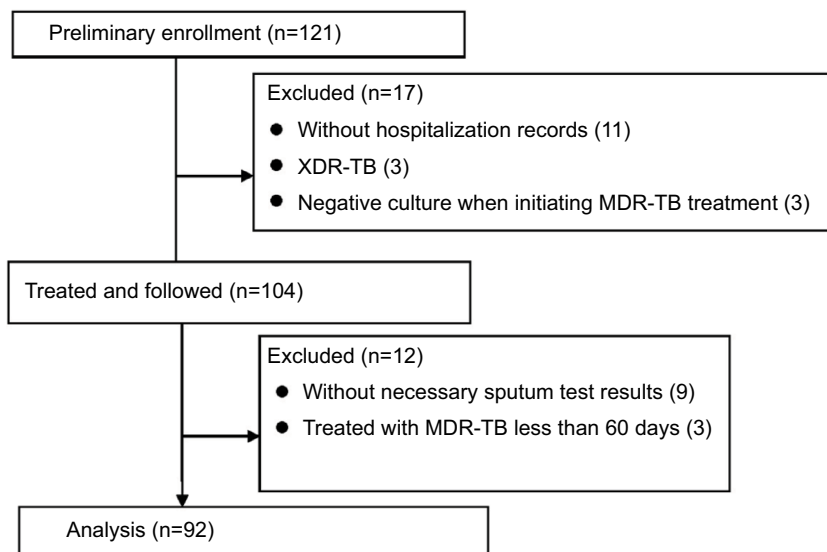 Preliminary enrollment (n=121)
Excluded (n=17)
● Without hospitalization records (11)
● XDR-TB (3)
● Negative culture when initiating MDR-TB treatment (3)
Treated and followed (n=104)
Excluded (n=12)
● Without necessary sputum test results (9)
● Treated with MDR-TB less than 60 days (3)
Analysis (n=92)